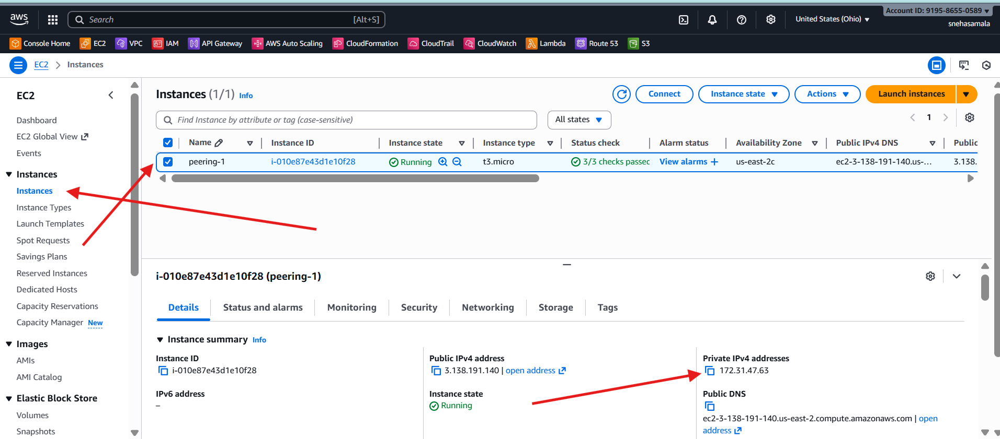 aws
Search [Alt+S]
United States (Ohio)
Account ID: 9195-8655-0589
snehasamala
Console Home EC2 VPC IAM API Gateway AWS Auto Scaling CloudFormation CloudTrail CloudWatch Lambda Route 53 S3
EC2 > Instances
EC2
Dashboard
EC2 Global View
Events
Instances
Instances
Instance Types
Launch Templates
Spot Requests
Savings Plans
Reserved Instances
Dedicated Hosts
Capacity Reservations
Capacity Manager New
Images
AMIs
AMI Catalog
Elastic Block Store
Volumes
Snapshots
Instances (1/1) Info
Connect Instance state Actions Launch instances
Find Instance by attribute or tag (case-sensitive) All states 1
Name Instance ID Instance state Instance type Status check Alarm status Availability Zone Public IPv4 DNS Public
peering-1 i-010e87e43d1e10f28 Running t3.micro 3/3 checks passed View alarms + us-east-2c ec2-3-138-191-140.us-... 3.138.
i-010e87e43d1e10f28 (peering-1)
Details Status and alarms Monitoring Security Networking Storage Tags
Instance summary Info
Instance ID
i-010e87e43d1e10f28
IPv6 address
–
Public IPv4 address
3.138.191.140 | open address
Instance state
Running
Private IPv4 addresses
172.31.47.63
Public DNS
ec2-3-138-191-140.us-east-2.compute.amazonaws.com | open
address